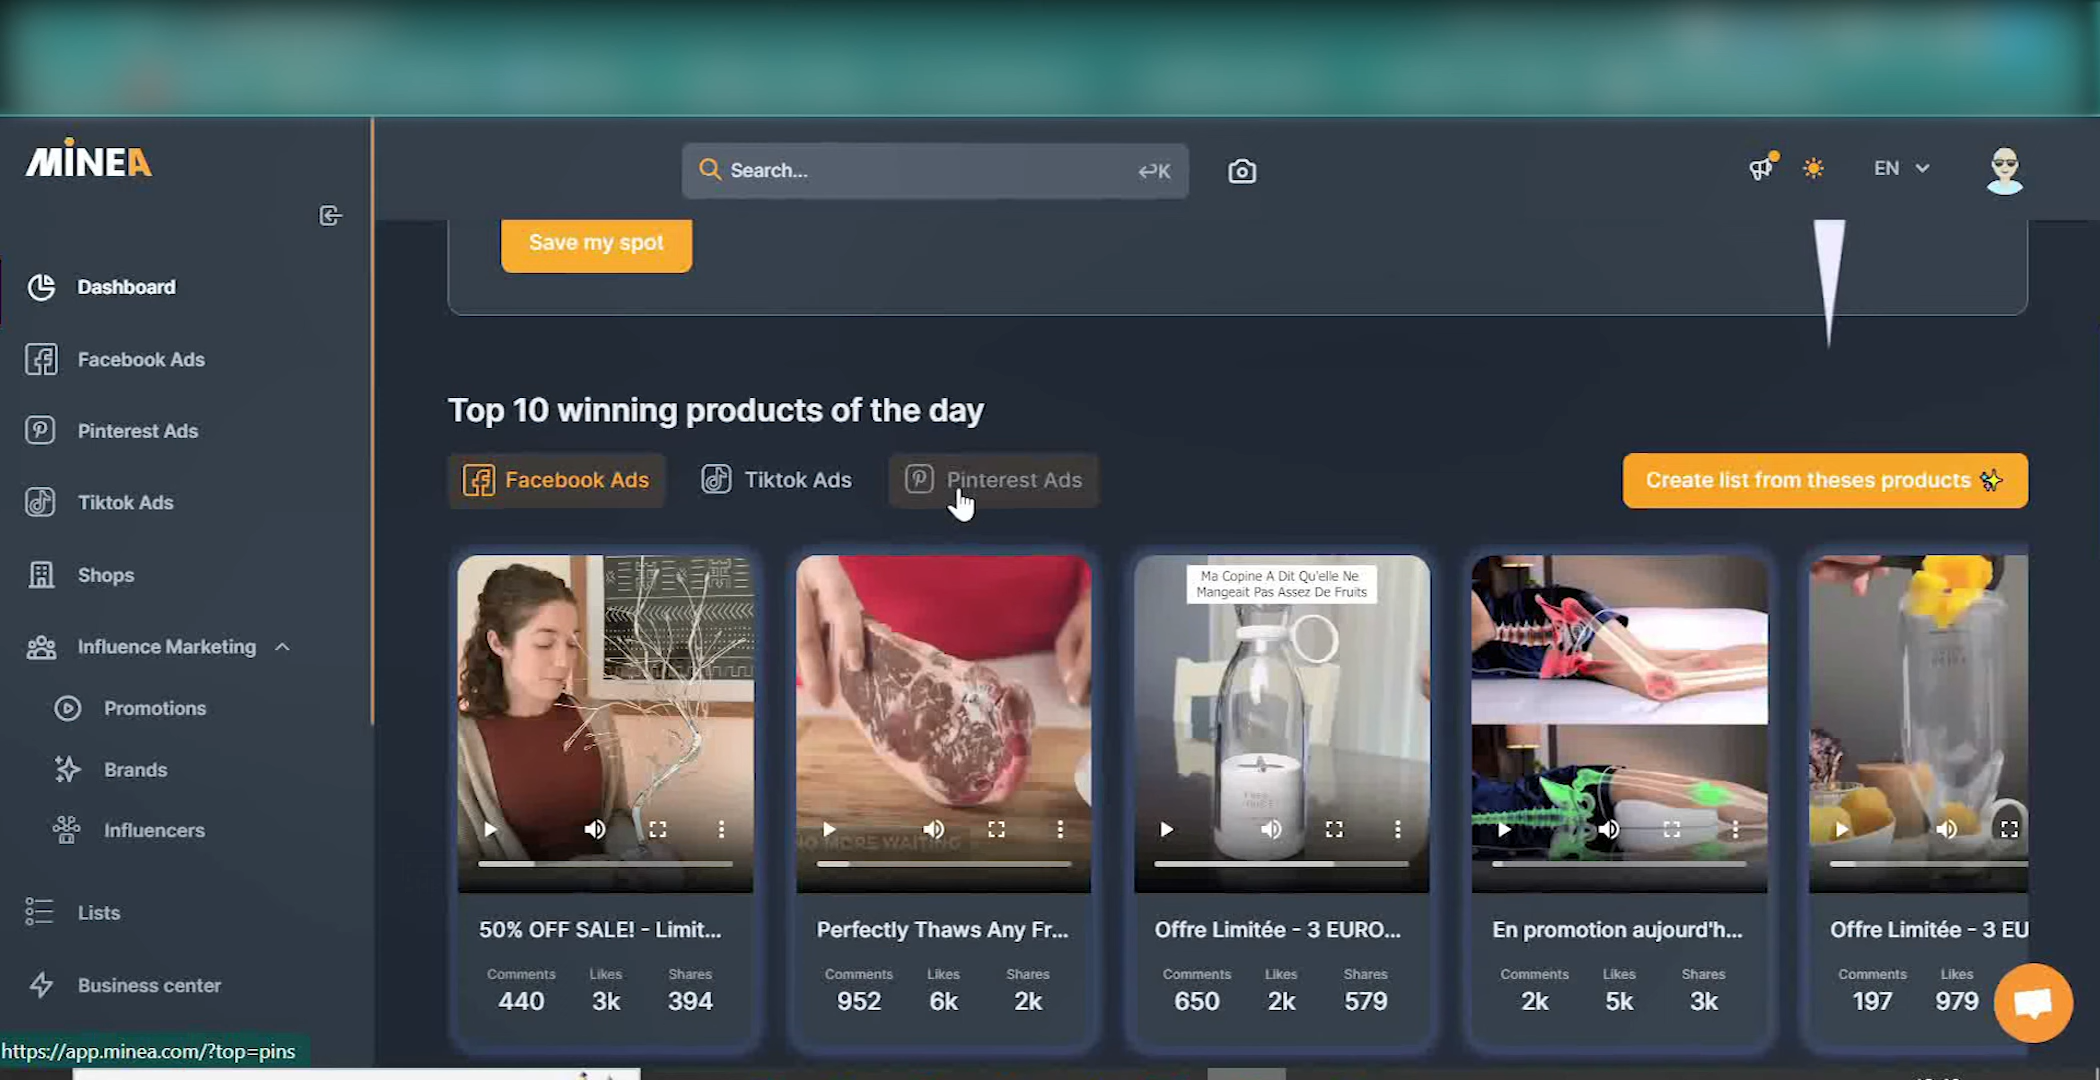 MINEA
Search...
K
EN
Save my spot
Dashboard
Facebook Ads
Pinterest Ads
Tiktok Ads
Shops
Influence Marketing
Promotions
Brands
Influencers
Lists
Business center
Top 10 winning products of the day
Facebook Ads
Tiktok Ads
Pinterest Ads
Create list from theses products
Ma Copine A Dit Qu'elle Ne
Mangeait Pas Assez De Fruits
NO MORE WAITING
50% OFF SALE! - Limit...
Comments Likes Shares
440 3k 394
Perfectly Thaws Any Fr...
Comments Likes Shares
952 6k 2k
Offre Limitée - 3 EURO...
Comments Likes Shares
650 2k 579
En promotion aujourd'h...
Comments Likes Shares
2k 5k 3k
Offre Limitée - 3 EU
Comments Likes
197 979
https://app.minea.com/?top=pins